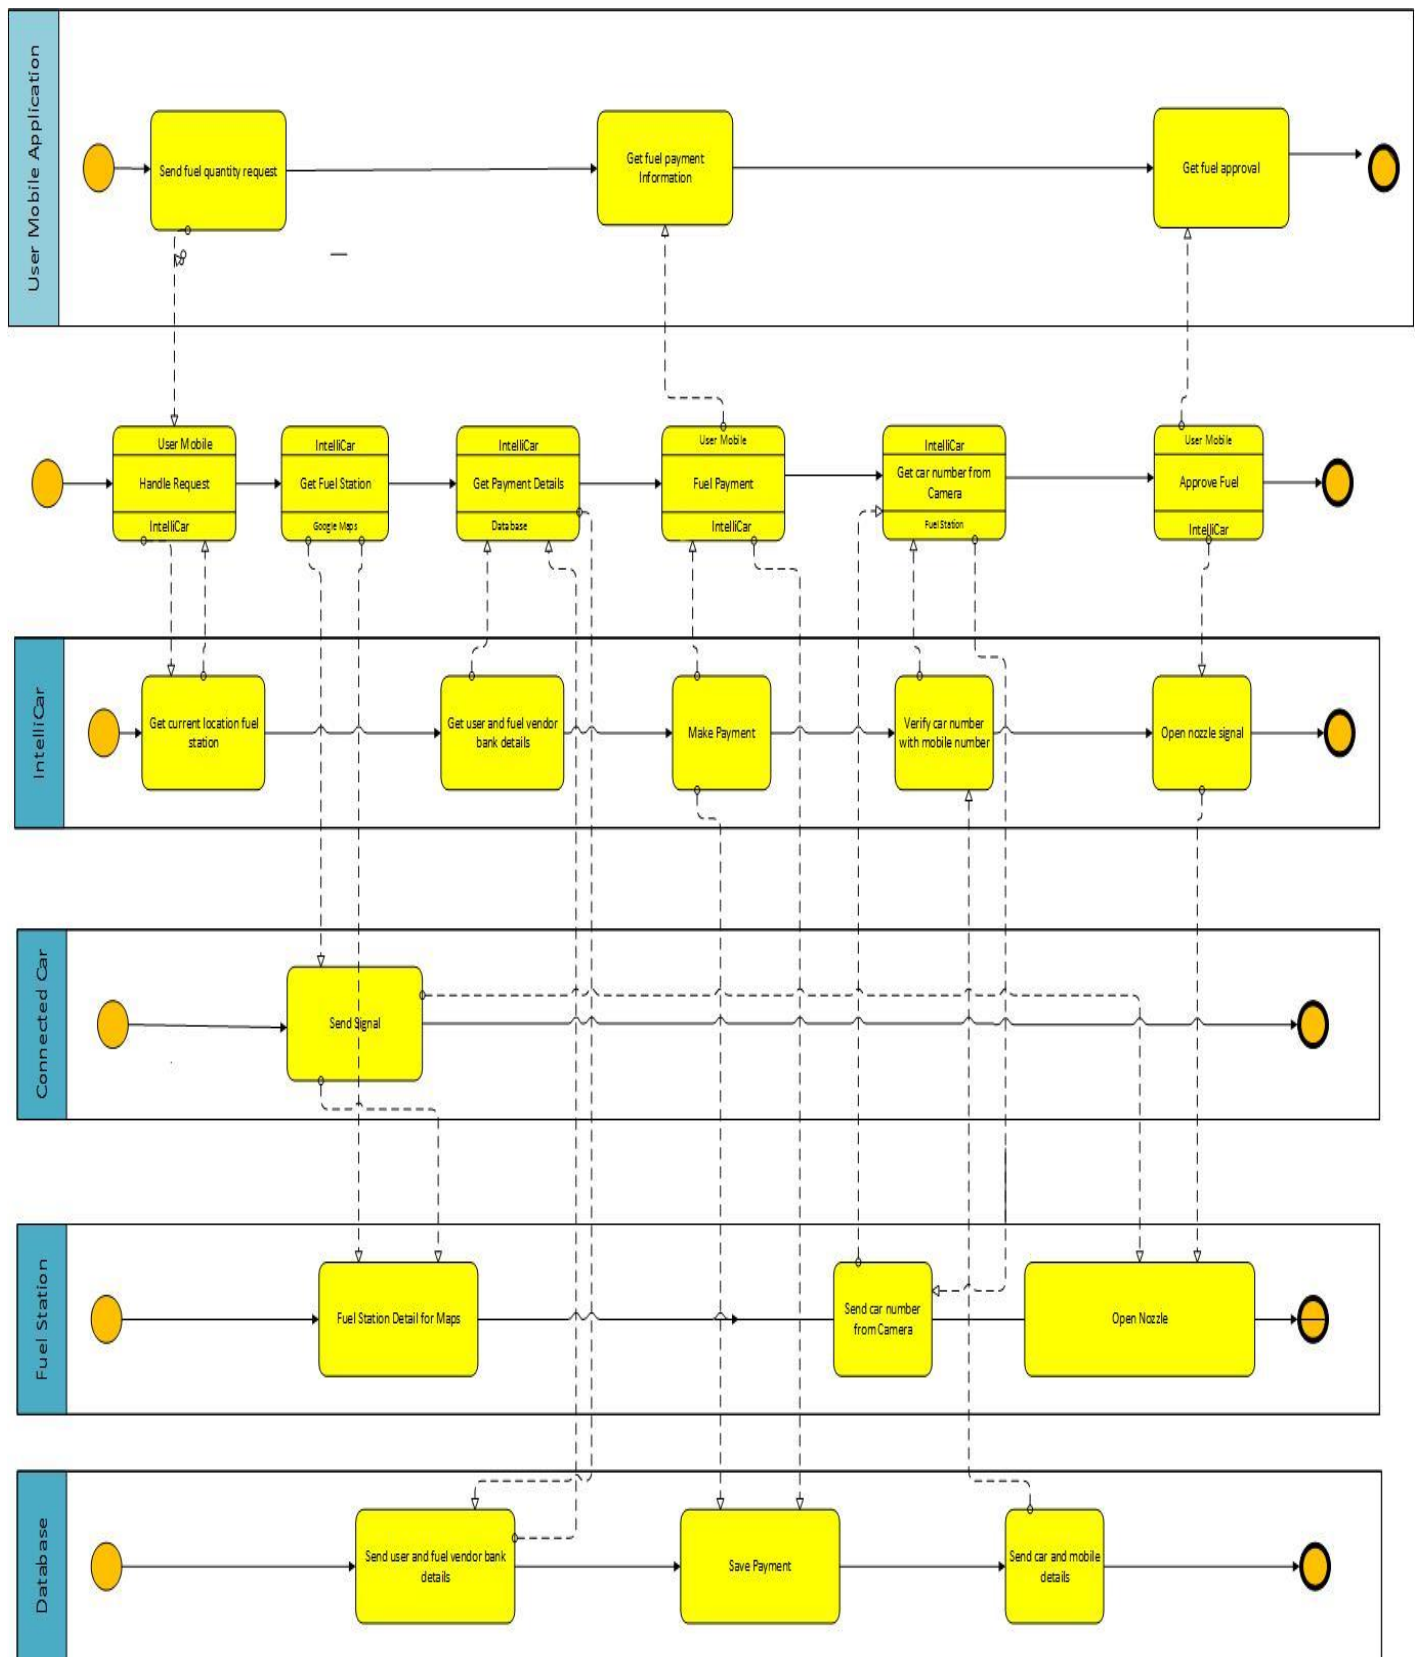 User Mobile Application
Send fuel quantity request
Get fuel payment
Information
Get fuel approval
User Mobile
Handle Request
IntelliCar
IntelliCar
Get Fuel Station
Google Maps
IntelliCar
Get Payment Details
Database
User Mobile
Fuel Payment
IntelliCar
IntelliCar
Get car number from
Camera
Fuel Station
User Mobile
Approve Fuel
IntelliCar
IntelliCar
Get current location fuel
station
Get user and fuel vendor
bank details
Make Payment
Verify car number
with mobile number
Open nozzle signal
Connected Car
Send Signal
Fuel Station
Fuel Station Detail for Maps
Send car number
from Camera
Open Nozzle
Database
Send user and fuel vendor bank
details
Save Payment
Send car and mobile
details